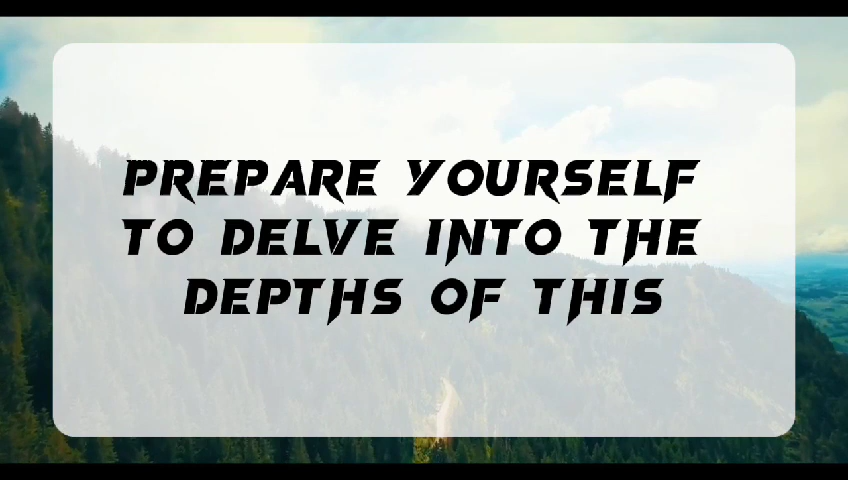 PREPARE YOURSELF
TO DELVE INTO THE
DEPTHS OF THIS